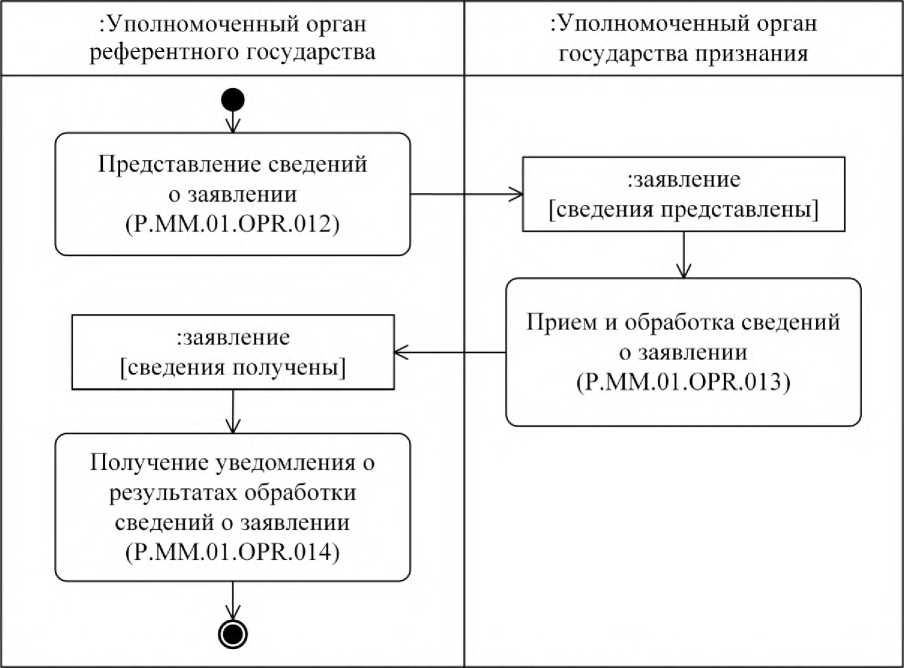 :Уполномоченный орган
референтного государства
:Уполномоченный орган
государства признания
Представление сведений
о заявлении
(P.MM.01.OPR.012)
:заявление
[сведения представлены]
Прием и обработка сведений
о заявлении
(P.MM.01.OPR.013)
:заявление
[сведения получены]
Получение уведомления о
результатах обработки
сведений о заявлении
(P.MM.01.OPR.014)